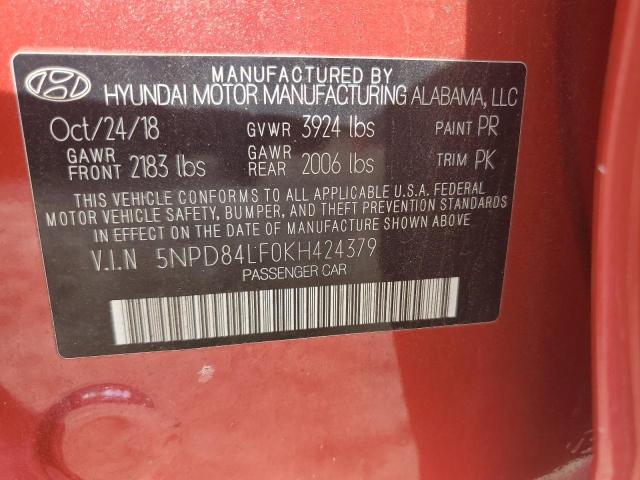 MANUFACTURED BY
HYUNDAI MOTOR MANUFACTURING ALABAMA, LLC
Oct/24/18 GVWR 3924 lbs PAINT PR
GAWR FRONT 2183 lbs GAWR REAR 2006 lbs TRIM PK
THIS VEHICLE CONFORMS TO ALL APPLICABLE U.S.A. FEDERAL
MOTOR VEHICLE SAFETY, BUMPER, AND THEFT PREVENTION STANDARDS
IN EFFECT ON THE DATE OF MANUFACTURE SHOWN ABOVE
V.I.N 5NPD84LF0KH424379
PASSENGER CAR